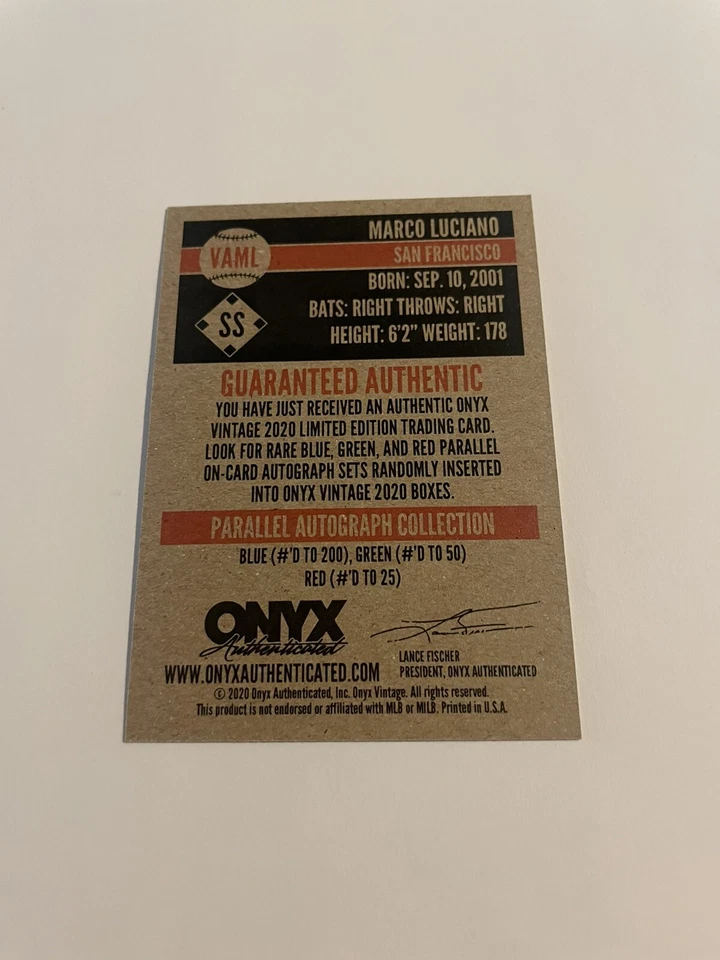 VAML
MARCO LUCIANO
SAN FRANCISCO
SS
BORN: SEP. 10, 2001
BATS: RIGHT THROWS: RIGHT
HEIGHT: 6'2" WEIGHT: 178
GUARANTEED AUTHENTIC
YOU HAVE JUST RECEIVED AN AUTHENTIC ONYX
VINTAGE 2020 LIMITED EDITION TRADING CARD.
LOOK FOR RARE BLUE, GREEN, AND RED PARALLEL
ON-CARD AUTOGRAPH SETS RANDOMLY INSERTED
INTO ONYX VINTAGE 2020 BOXES.
PARALLEL AUTOGRAPH COLLECTION
BLUE (#'D TO 200), GREEN (#'D TO 50)
RED (#'D TO 25)
ONYX
Authenticated
WWW.ONYXAUTHENTICATED.COM
LANCE FISCHER
PRESIDENT, ONYX AUTHENTICATED
© 2020 Onyx Authenticated, Inc. Onyx Vintage. All rights reserved.
This product is not endorsed or affiliated with MLB or MILB. Printed in U.S.A.